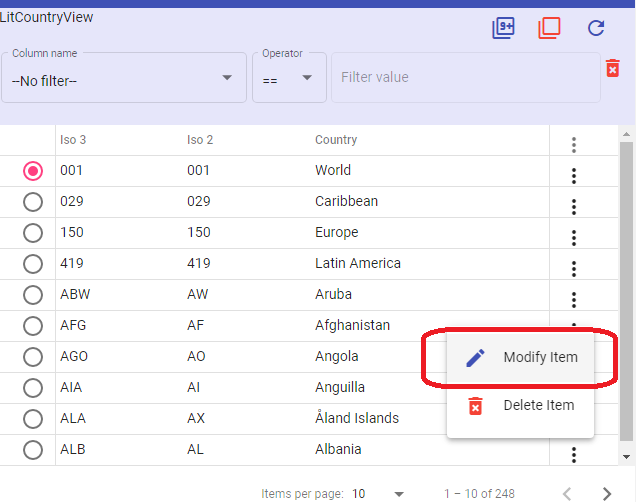 LitCountryView
9+
Column name
--No filter--
Operator
==
Filter value
Iso 3 Iso 2 Country
001 001 World
029 029 Caribbean
150 150 Europe
419 419 Latin America
ABW AW Aruba
AFG AF Afghanistan
AGO AO Angola
Modify Item
AIA AI Anguilla
ALA AX Åland Islands
Delete Item
ALB AL Albania
Items per page: 10 1 – 10 of 248